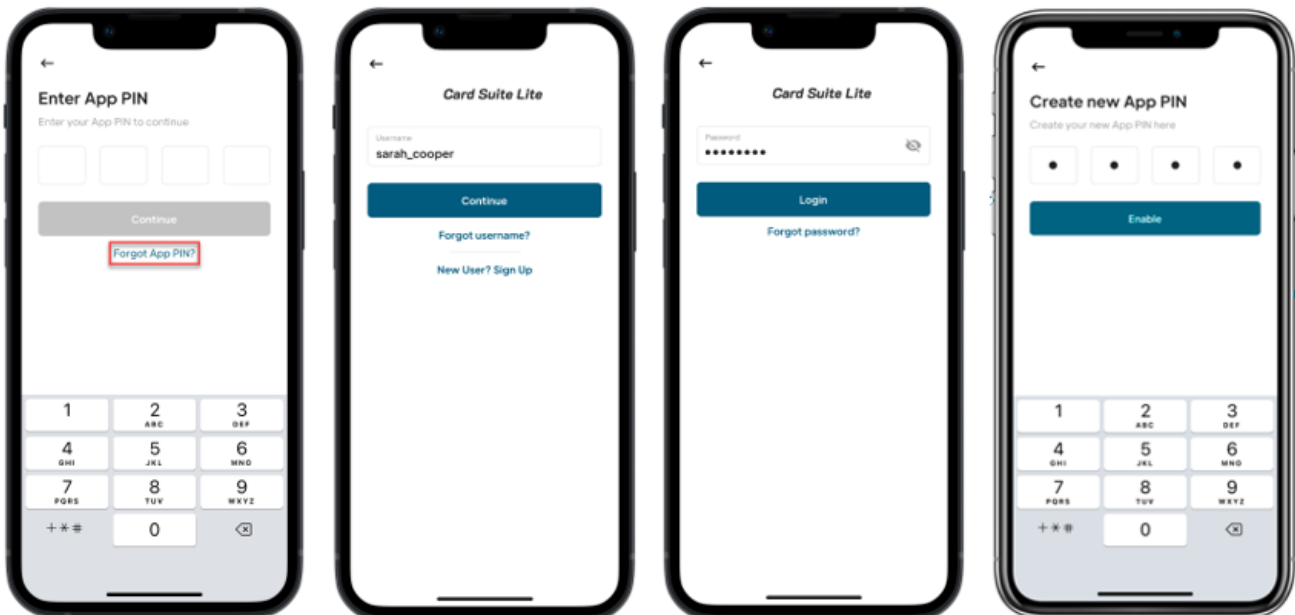 Enter App PIN
Enter your App PIN to continue
Continue
Forgot App PIN?
1
2
ABC
3
DEF
4
GHI
5
JKL
6
MNO
7
PQRS
8
TUV
9
WXYZ
+*#
0
Card Suite Lite
Username
sarah_cooper
Continue
Forgot username?
New User? Sign Up
Card Suite Lite
Password
••••••••
Login
Forgot password?
Create new App PIN
Create your new App PIN here
• • • •
Enable
1
2
ABC
3
DEF
4
GHI
5
JKL
6
MNO
7
PQRS
8
TUV
9
WXYZ
+*#
0